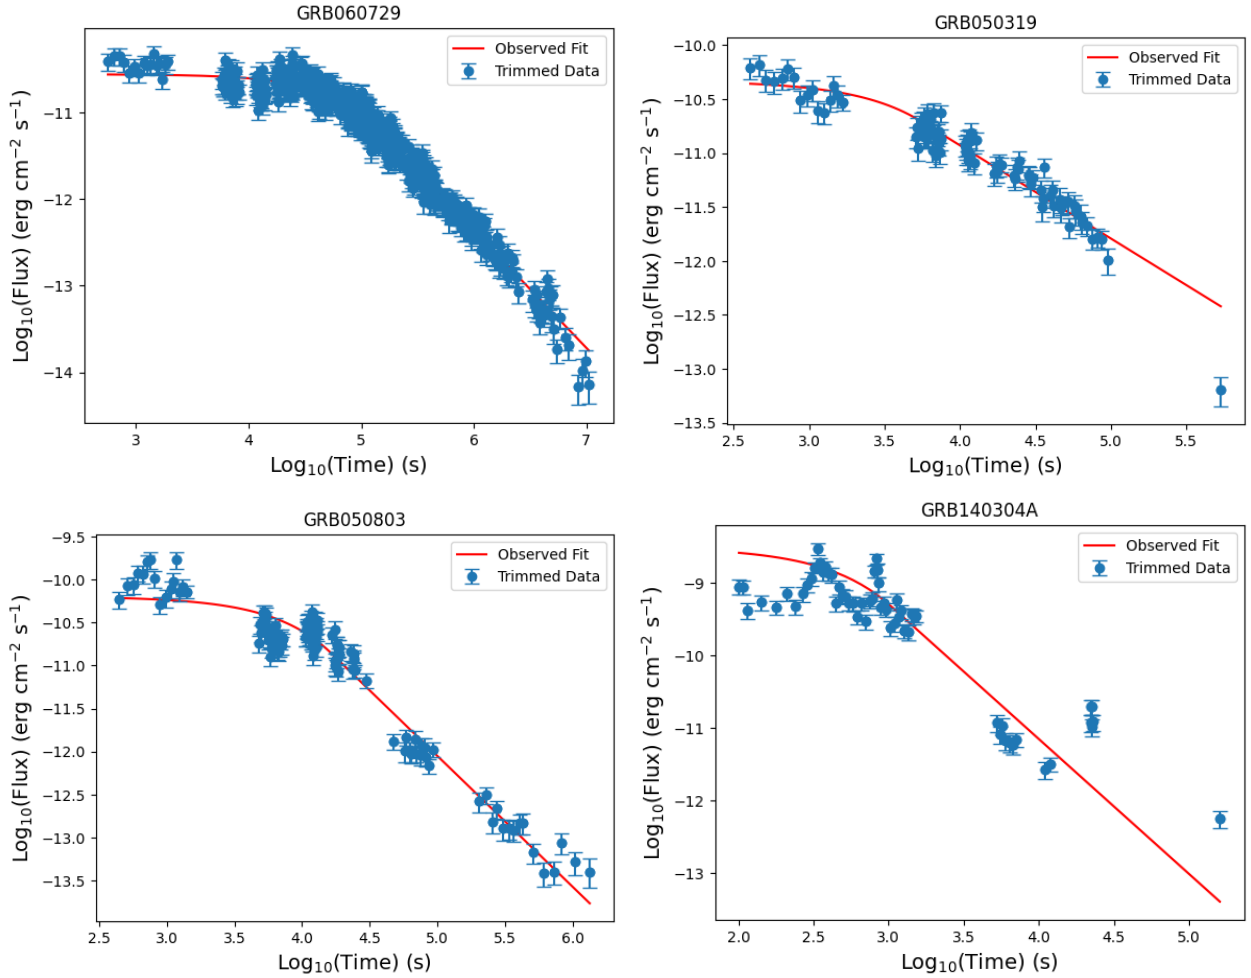 GRB060729
Observed Fit
Trimmed Data
−11
−12
−13
−14
3 4 5 6 7
Log₁₀(Flux) (erg cm⁻² s⁻¹)
Log₁₀(Time) (s)
GRB050319
Observed Fit
Trimmed Data
−10.0
−10.5
−11.0
−11.5
−12.0
−12.5
−13.0
−13.5
2.5 3.0 3.5 4.0 4.5 5.0 5.5
Log₁₀(Flux) (erg cm⁻² s⁻¹)
Log₁₀(Time) (s)
GRB050803
Observed Fit
Trimmed Data
−9.5
−10.0
−10.5
−11.0
−11.5
−12.0
−12.5
−13.0
−13.5
2.5 3.0 3.5 4.0 4.5 5.0 5.5 6.0
Log₁₀(Flux) (erg cm⁻² s⁻¹)
Log₁₀(Time) (s)
GRB140304A
Observed Fit
Trimmed Data
−9
−10
−11
−12
−13
2.0 2.5 3.0 3.5 4.0 4.5 5.0
Log₁₀(Flux) (erg cm⁻² s⁻¹)
Log₁₀(Time) (s)